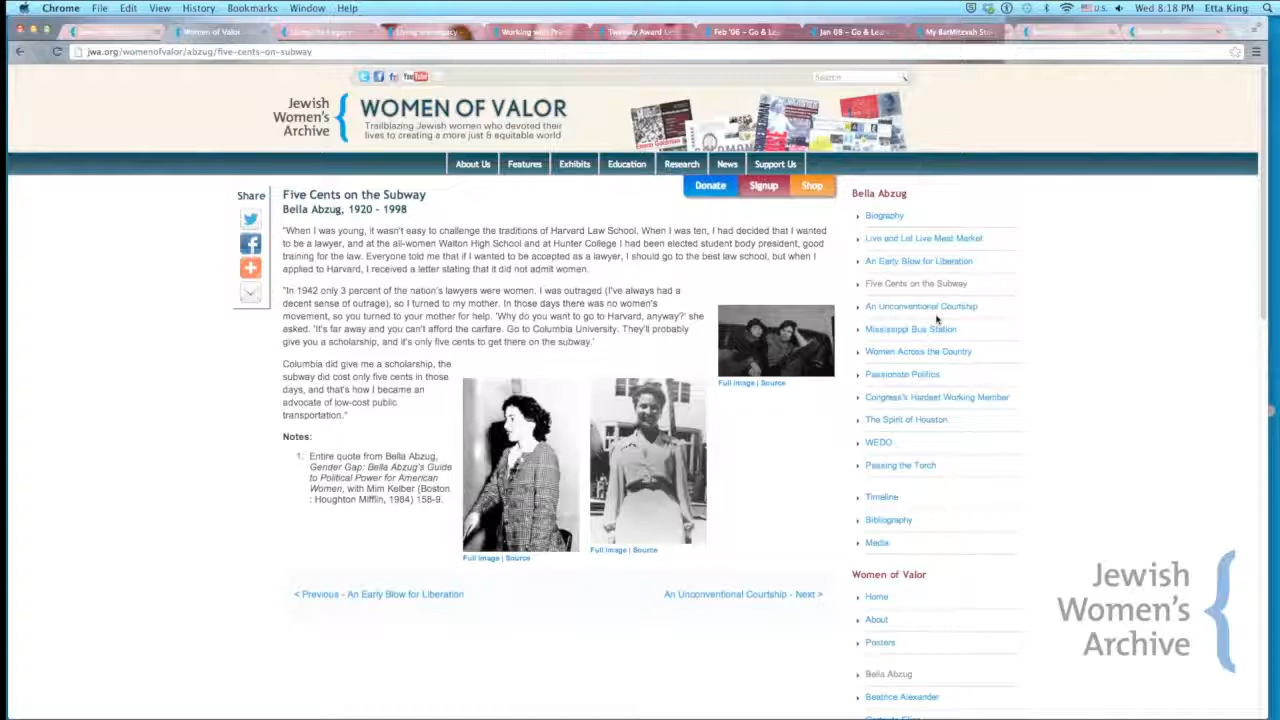 Chrome File Edit View History Bookmarks Window Help
U.S. Wed 8:18 PM Etta King
Women of Valor
Feb '06 – Go & Le
Jan 08 – Go & Lea
jwa.org/womenofvalor/abzug/five-cents-on-subway
YouTube
Search
Jewish
Women's
Archive
WOMEN OF VALOR
Trailblazing Jewish women who devoted their
lives to creating a more just & equitable world
About Us Features Exhibits Education Research News Support Us
Donate Signup Shop
Share
Five Cents on the Subway
Bella Abzug, 1920 - 1998
"When I was young, it wasn't easy to challenge the traditions of Harvard Law School. When I was ten, I had decided that I wanted
to be a lawyer, and at the all-women Walton High School and at Hunter College I had been elected student body president, good
training for the law. Everyone told me that if I wanted to be accepted as a lawyer, I should go to the best law school, but when I
applied to Harvard, I received a letter stating that it did not admit women.
"In 1942 only 3 percent of the nation's lawyers were women. I was outraged (I've always had a
decent sense of outrage), so I turned to my mother. In those days there was no women's
movement, so you turned to your mother for help. 'Why do you want to go to Harvard, anyway?' she
asked. 'It's far away and you can't afford the carfare. Go to Columbia University. They'll probably
give you a scholarship, and it's only five cents to get there on the subway.'
Columbia did give me a scholarship, the
subway did cost only five cents in those
days, and that's how I became an
advocate of low-cost public
transportation."
Full image | Source
Notes:
1. Entire quote from Bella Abzug,
Gender Gap: Bella Abzug's Guide
to Political Power for American
Women, with Mim Kelber (Boston
: Houghton Mifflin, 1984) 158-9.
Full image | Source
Full image | Source
< Previous - An Early Blow for Liberation
An Unconventional Courtship - Next >
Bella Abzug
Biography
Live and Let Live Meat Market
An Early Blow for Liberation
Five Cents on the Subway
An Unconventional Courtship
Mississippi Bus Station
Women Across the Country
Passionate Politics
Congress's Hardest Working Member
The Spirit of Houston
WEDO
Passing the Torch
Timeline
Bibliography
Media
Women of Valor
Home
About
Posters
Bella Abzug
Beatrice Alexander
Jewish
Women's
Archive